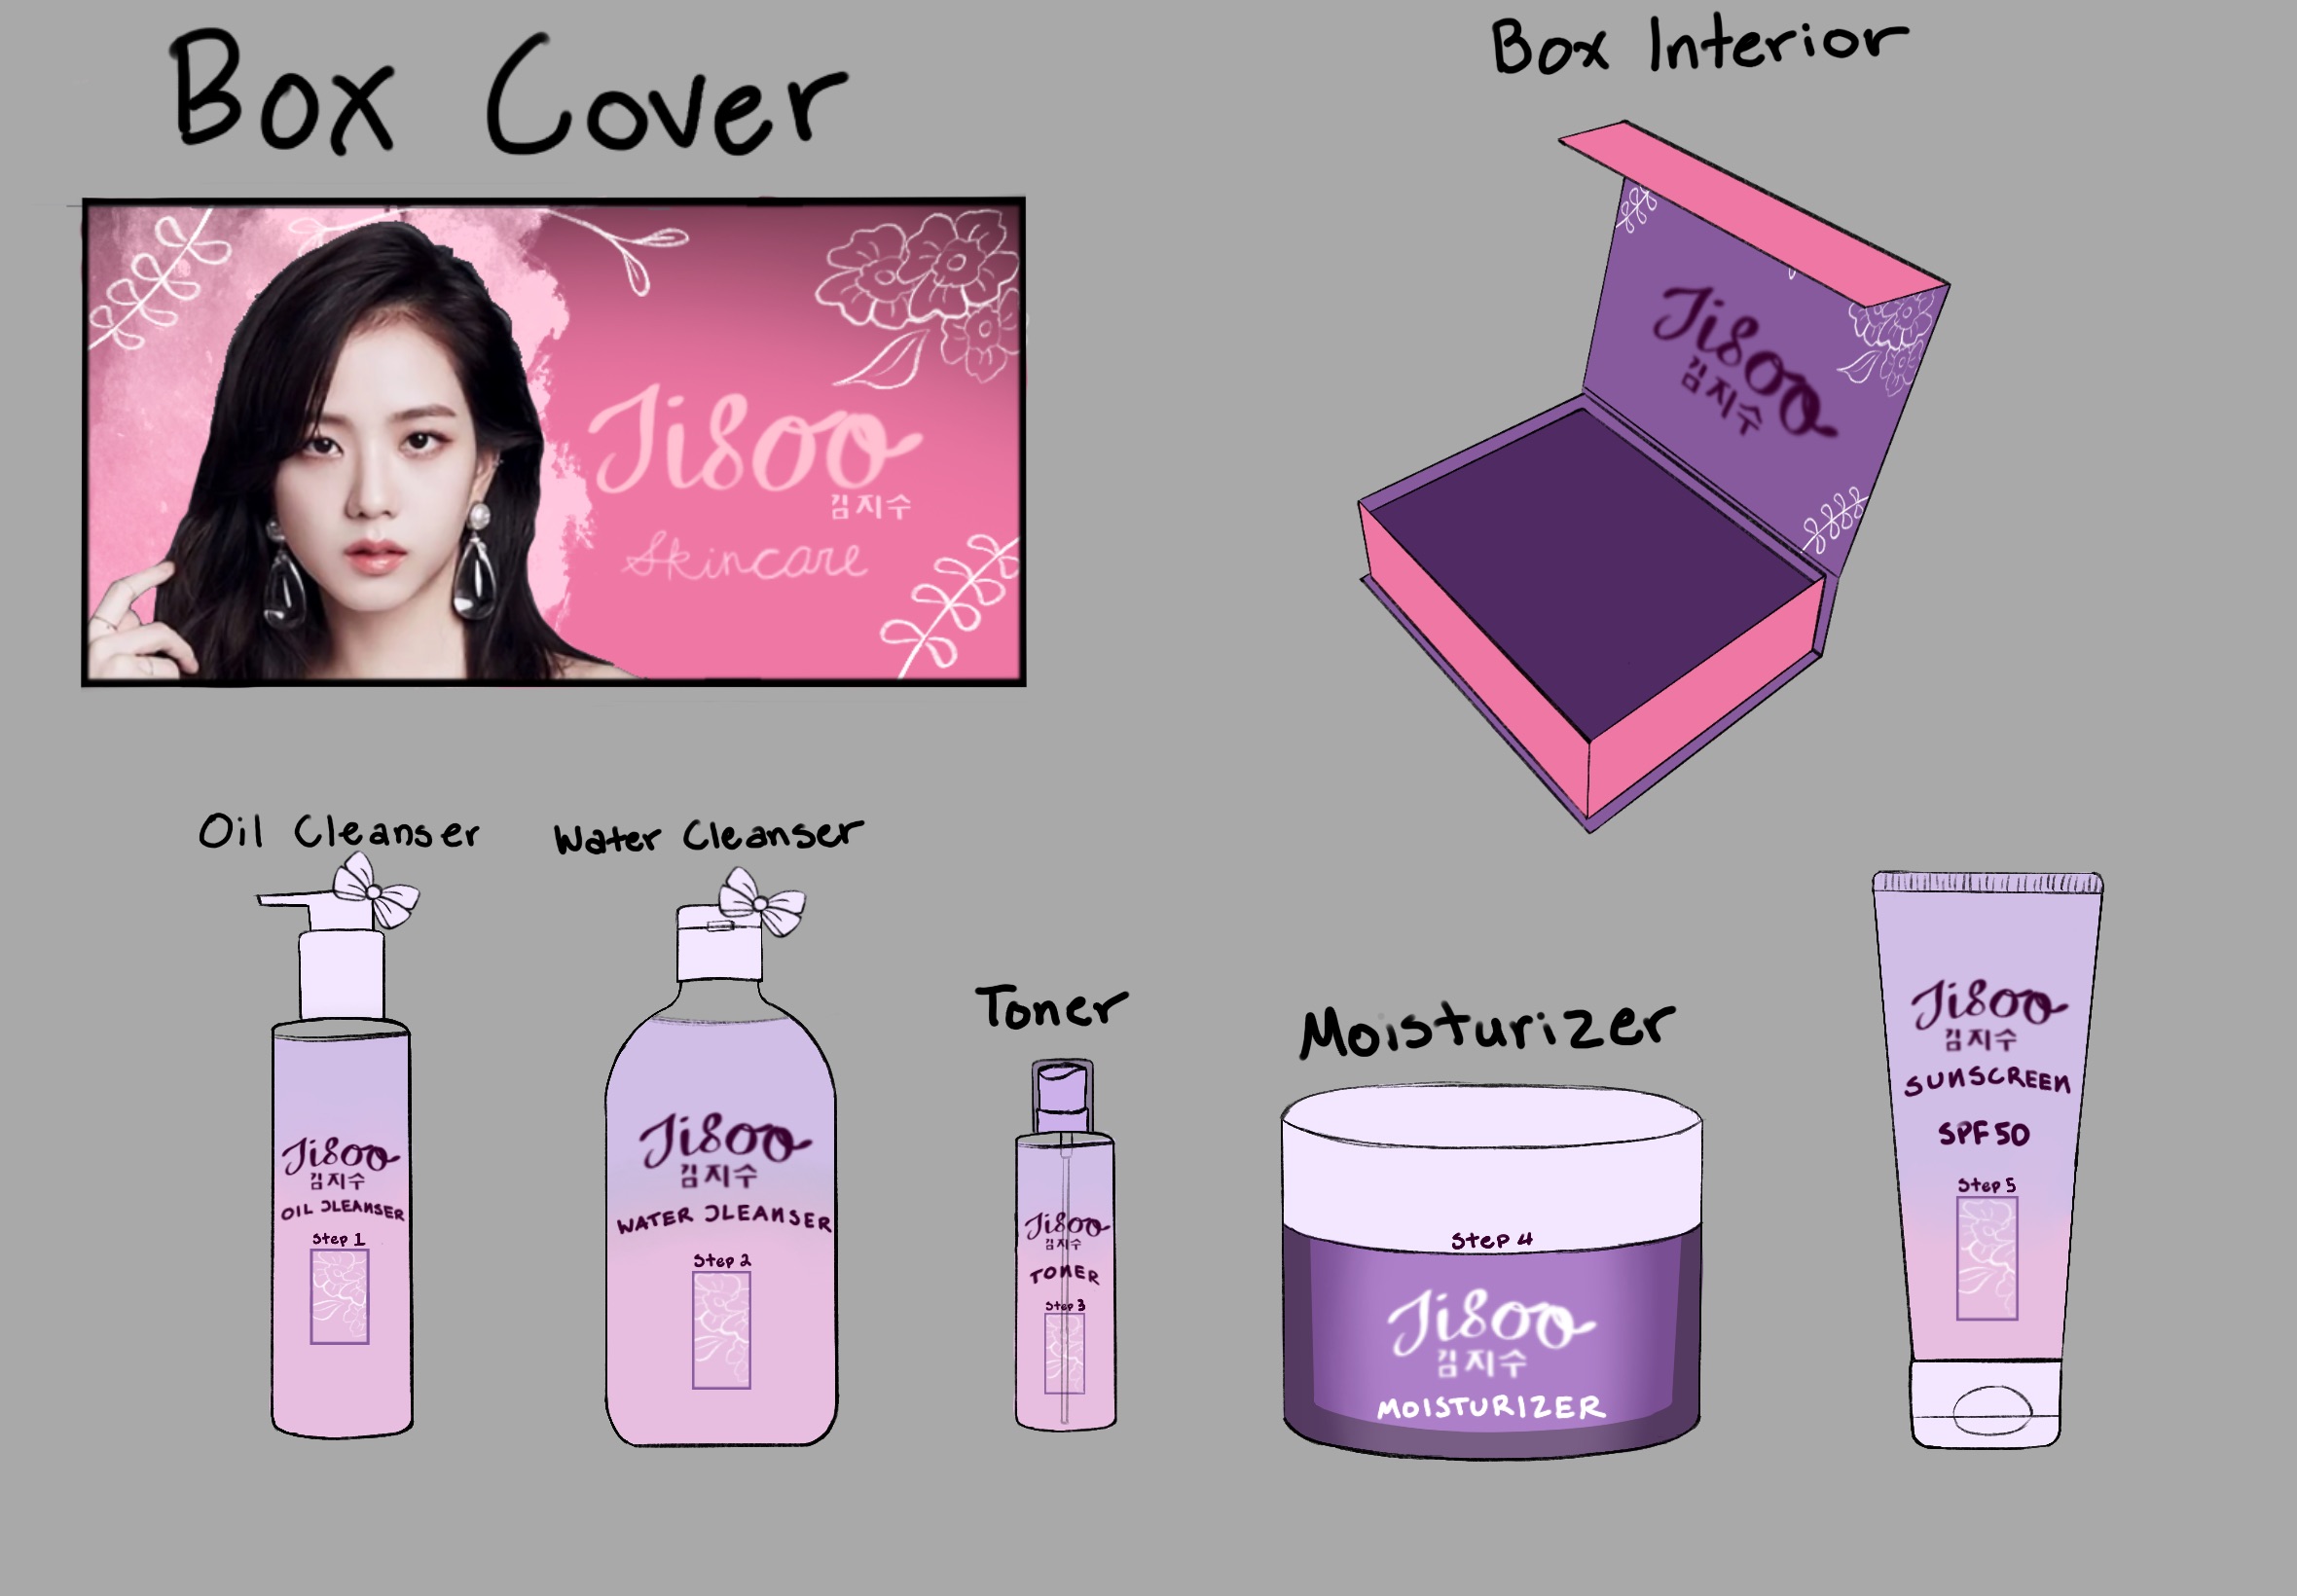 Box Cover
Jisoo
김지수
Skincare
Box Interior
Jisoo
김지수
Oil Cleanser
Jisoo
김지수
OIL CLEANSER
Step 1
Water Cleanser
Jisoo
김지수
WATER CLEANSER
Step 2
Toner
Jisoo
김지수
TONER
Step 3
Moisturizer
Step 4
Jisoo
김지수
MOISTURIZER
Jisoo
김지수
SUNSCREEN
SPF 50
Step 5